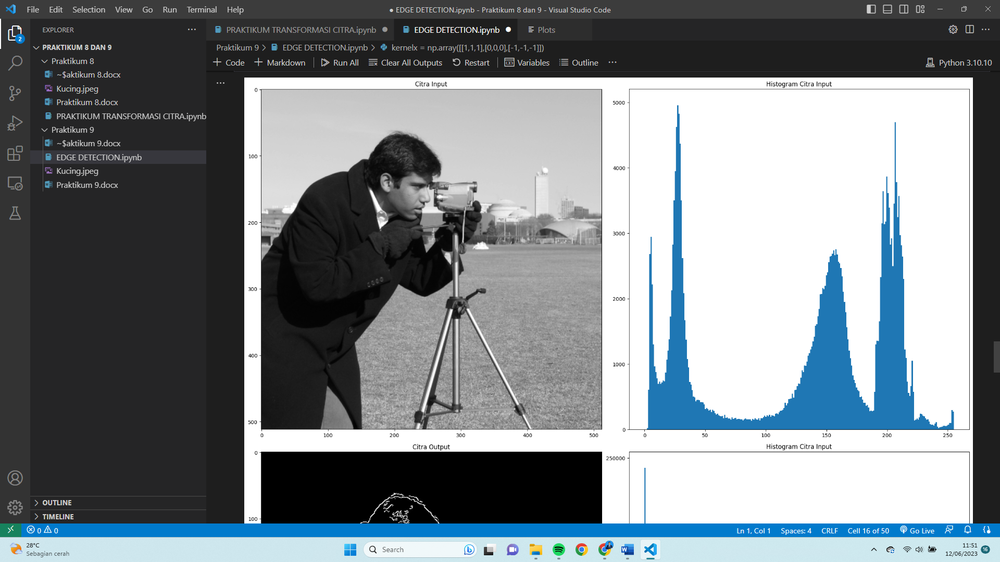 File Edit Selection View Go Run Terminal Help
● EDGE DETECTION.ipynb - Praktikum 8 dan 9 - Visual Studio Code
EXPLORER
PRAKTIKUM TRANSFORMASI CITRA.ipynb
EDGE DETECTION.ipynb
Plots
2
PRAKTIKUM 8 DAN 9
Praktikum 9 > EDGE DETECTION.ipynb > kernelx = np.array([[1,1,1],[0,0,0],[-1,-1,-1]])
Code Markdown Run All Clear All Outputs Restart Variables Outline
Python 3.10.10
Praktikum 8
~$aktikum 8.docx
Kucing.jpeg
Praktikum 8.docx
PRAKTIKUM TRANSFORMASI CITRA.ipynb
Praktikum 9
~$aktikum 9.docx
EDGE DETECTION.ipynb
Kucing.jpeg
Praktikum 9.docx
OUTLINE
TIMELINE
Citra Input
0
100
200
300
400
500
0 100 200 300 400 500
Histogram Citra Input
5000
4000
3000
2000
1000
0
0 50 100 150 200 250
Citra Output
0
100
Histogram Citra Input
250000
0 0
Ln 1, Col 1 Spaces: 4 CRLF Cell 16 of 50 Go Live
28°C
Sebagian cerah
Search
11:51
12/06/2023
16